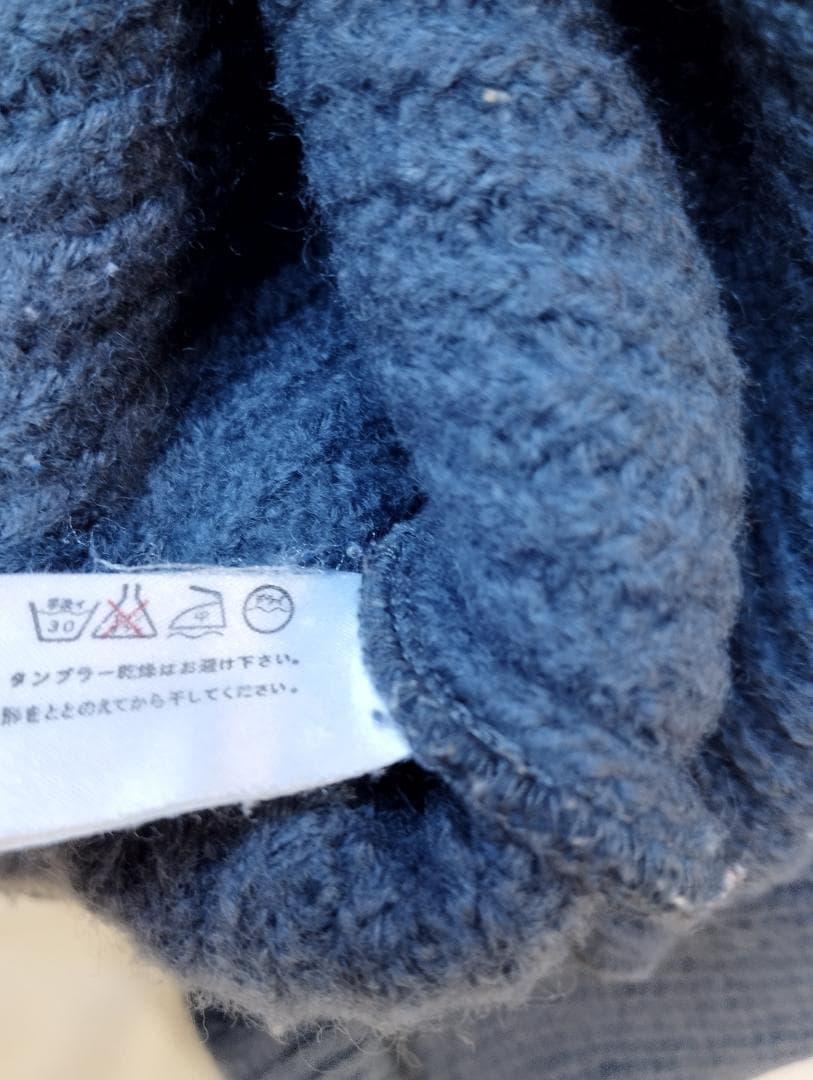 手洗イ
30
中
ドライ
タンブラー乾燥はお避け下さい。
形をととのえてから干してください。